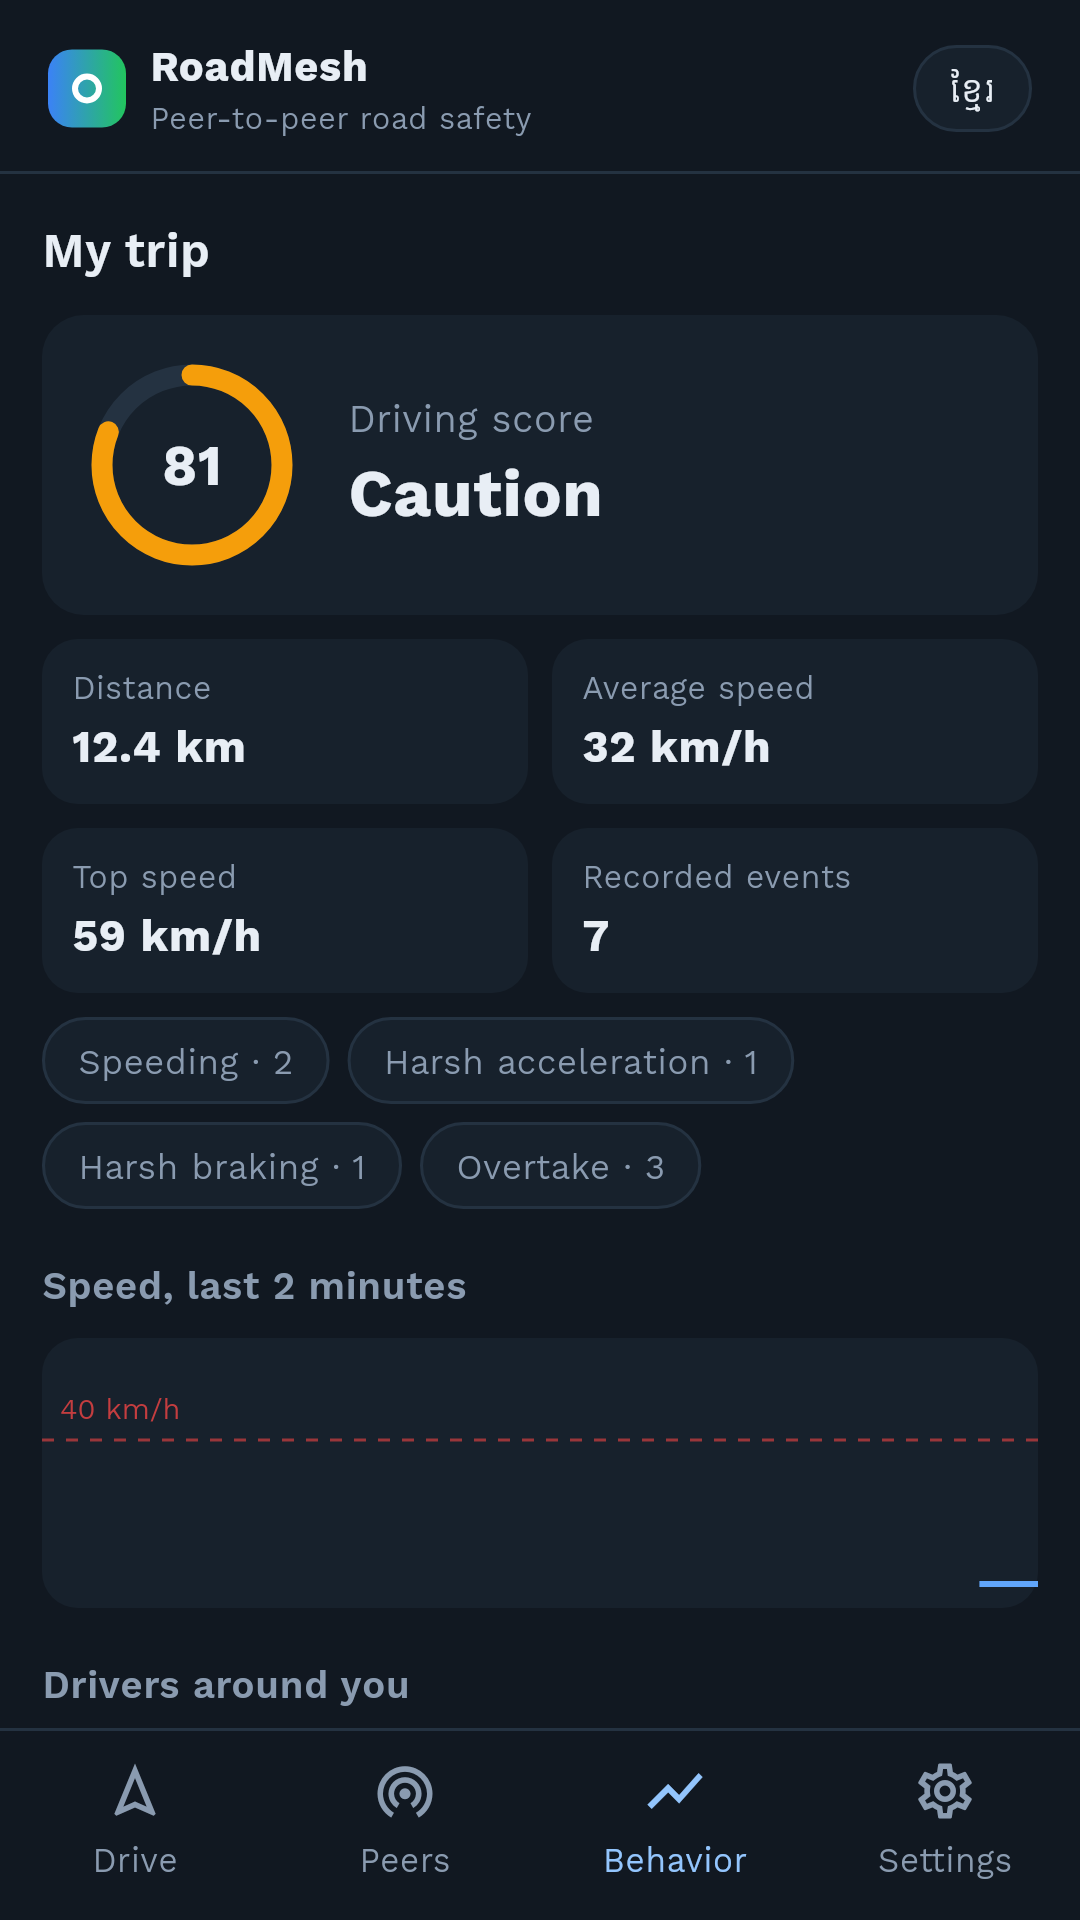 RoadMesh
Peer-to-peer road safety
ខ្មែរ
My trip
81
Driving score
Caution
Distance
12.4 km
Average speed
32 km/h
Top speed
59 km/h
Recorded events
7
Speeding · 2
Harsh acceleration · 1
Harsh braking · 1
Overtake · 3
Speed, last 2 minutes
40 km/h
Drivers around you
Drive
Peers
Behavior
Settings